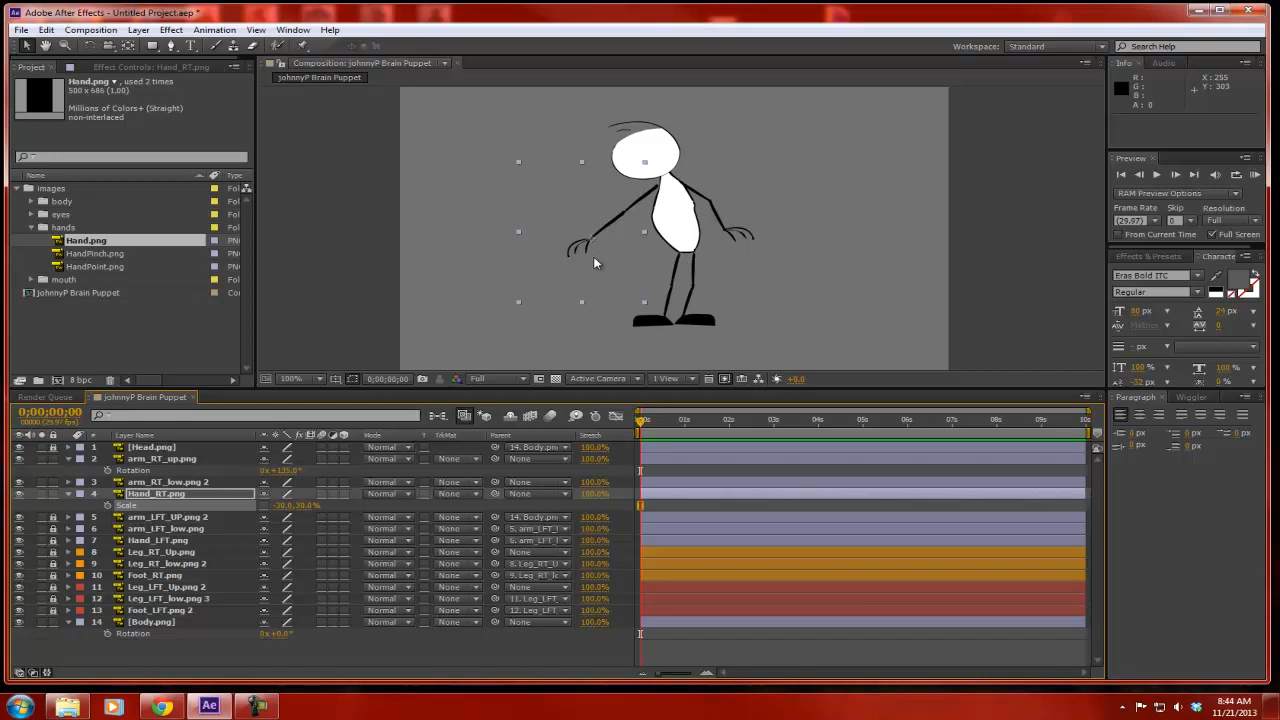 Adobe After Effects - Untitled Project.aep *
File Edit Composition Layer Effect Animation View Window Help
Workspace: Standard Search Help
Project Effect Controls: Hand_RT.png
Hand.png , used 2 times
500 x 686 (1.00)
Millions of Colors+ (Straight)
non-interlaced
Name Type
images Fol
body Fol
eyes Fol
hands Fol
Hand.png PN
HandPinch.png PN
HandPoint.png PN
mouth Fol
johnnyP Brain Puppet Co
8 bpc
Composition: johnnyP Brain Puppet
johnnyP Brain Puppet
100% 0;00;00;00 Full Active Camera 1 View +0.0
Info Audio
R :
G :
B :
A : 0
X : 255
Y : 303
Preview
RAM Preview Options
Frame Rate Skip Resolution
(29.97) 0 Full
From Current Time Full Screen
Effects & Presets Characte
Eras Bold ITC
Regular
80 px 24 px
Metrics 0
- px
100 % 100 %
-32 px 0 %
Paragraph Wiggler
0 px 0 px 0 px
0 px 0 px
Render Queue johnnyP Brain Puppet
0;00;00;00
00000 (29.97 fps)
# Layer Name Mode T TrkMat Parent Stretch
00s 01s 02s 03s 04s 05s 06s 07s 08s 09s 10s
1 [Head.png] Normal 14. Body.pn 100.0%
2 arm_RT_up.png Normal None None 100.0%
Rotation 0x+135.0°
3 arm_RT_low.png 2 Normal None None 100.0%
4 Hand_RT.png Normal None None 100.0%
Scale -30.0,30.0%
5 arm_LFT_UP.png 2 Normal None 14. Body.pn 100.0%
6 arm_LFT_low.png Normal None 5. arm_LFT_ 100.0%
7 Hand_LFT.png Normal None 6. arm_LFT_ 100.0%
8 Leg_RT_Up.png Normal None None 100.0%
9 Leg_RT_low.png 2 Normal None 8. Leg_RT_U 100.0%
10 Foot_RT.png Normal None 9. Leg_RT_lo 100.0%
11 Leg_LFT_Up.png 2 Normal None None 100.0%
12 Leg_LFT_low.png 3 Normal None 11. Leg_LFT 100.0%
13 Foot_LFT.png 2 Normal None 12. Leg_LFT 100.0%
14 [Body.png] Normal None None 100.0%
Rotation 0x+0.0°
8:44 AM
11/21/2013